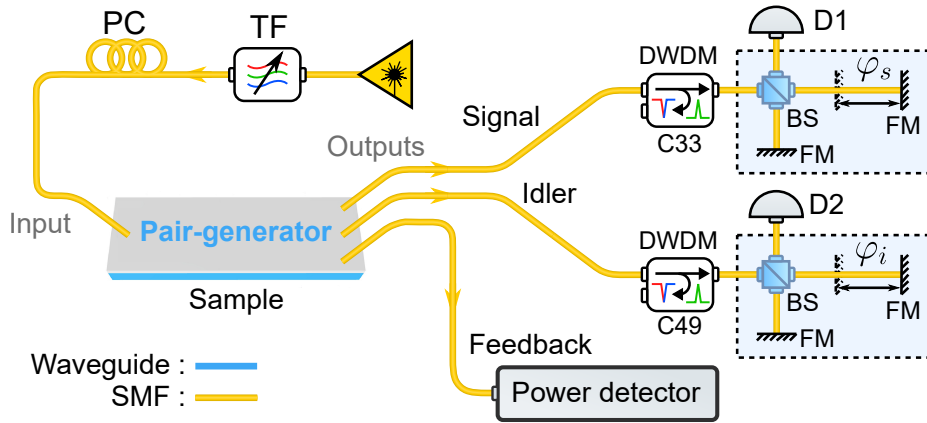 PC
TF
DWDM
C33
D1
φs
BS
FM
FM
Signal
Outputs
Idler
Input
Pair-generator
Sample
DWDM
C49
D2
φi
BS
FM
FM
Feedback
Power detector
Waveguide :
SMF :